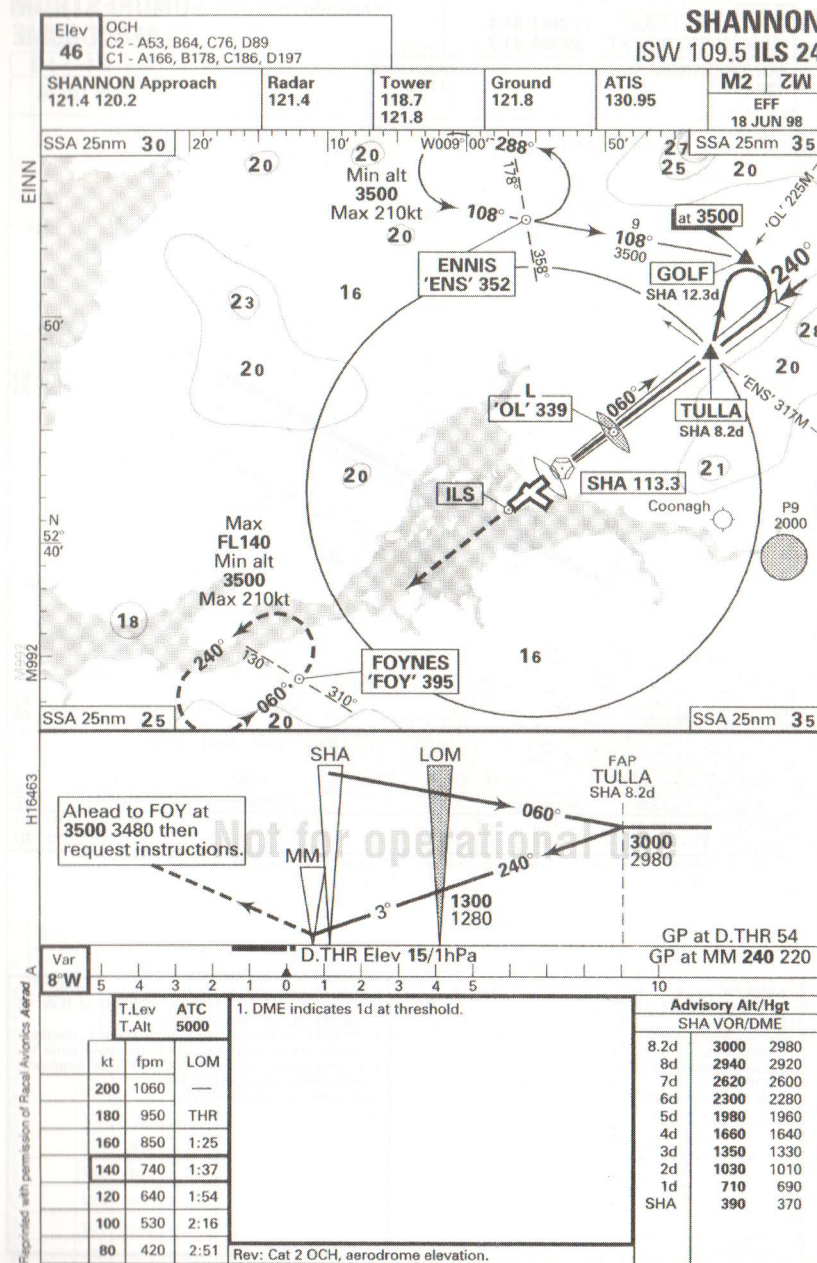 Elev
46
OCH
C2 - A53, B64, C76, D89
C1 - A166, B178, C186, D197
SHANNON
ISW 109.5 ILS 24
SHANNON Approach
121.4 120.2
Radar
121.4
Tower
118.7
121.8
Ground
121.8
ATIS
130.95
M2
M2
EFF
18 JUN 98
EINN
SSA 25nm 30
20'
10'
W009° 00'
50'
SSA 25nm 35
20
20
Min alt
3500
Max 210kt
20
288°
178°
108°
358°
ENNIS
'ENS' 352
9
108°
3500
27
25
20
'OL' 225M
at 3500
GOLF
SHA 12.3d
240°
16
23
50'
20
28
20
'ENS' 317M
TULLA
SHA 8.2d
060°
L
'OL' 339
20
21
SHA 113.3
ILS
Coonagh
P9
2000
N
52°
40'
Max
FL140
Min alt
3500
Max 210kt
18
240°
130°
060°
310°
20
FOYNES
'FOY' 395
16
M992
SSA 25nm 25
SSA 25nm 35
H16463
SHA
LOM
FAP
TULLA
SHA 8.2d
Ahead to FOY at
3500 3480 then
request instructions.
MM
060°
240°
3°
3000
2980
1300
1280
Not for operational use
GP at D.THR 54
D.THR Elev 15/1hPa
GP at MM 240 220
Var
8°W
5 4 3 2 1 0 1 2 3 4 5 10
A
Reprinted with permission of Racal Avionics Aerad
T.Lev ATC
T.Alt 5000
kt fpm LOM
200 1060 —
180 950 THR
160 850 1:25
140 740 1:37
120 640 1:54
100 530 2:16
80 420 2:51
1. DME indicates 1d at threshold.
Rev: Cat 2 OCH, aerodrome elevation.
Advisory Alt/Hgt
SHA VOR/DME
8.2d 3000 2980
8d 2940 2920
7d 2620 2600
6d 2300 2280
5d 1980 1960
4d 1660 1640
3d 1350 1330
2d 1030 1010
1d 710 690
SHA 390 370